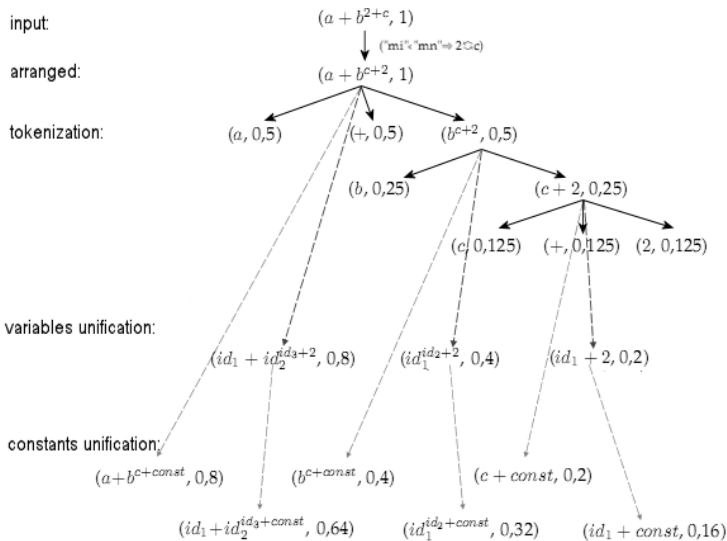 input: (a + b^{2+c}, 1)
("mi"<"mn"⇒ 2⇆c)
arranged: (a + b^{c+2}, 1)
tokenization: (a, 0,5) (+, 0,5) (b^{c+2}, 0,5)
(b, 0,25) (c + 2, 0,25)
(c, 0,125) (+, 0,125) (2, 0,125)
variables unification:
(id_1 + id_2^{id_3+2}, 0,8) (id_1^{id_2+2}, 0,4) (id_1 + 2, 0,2)
constants unification:
(a+b^{c+const}, 0,8) (b^{c+const}, 0,4) (c + const, 0,2)
(id_1+id_2^{id_3+const}, 0,64) (id_1^{id_2+const}, 0,32) (id_1 + const, 0,16)